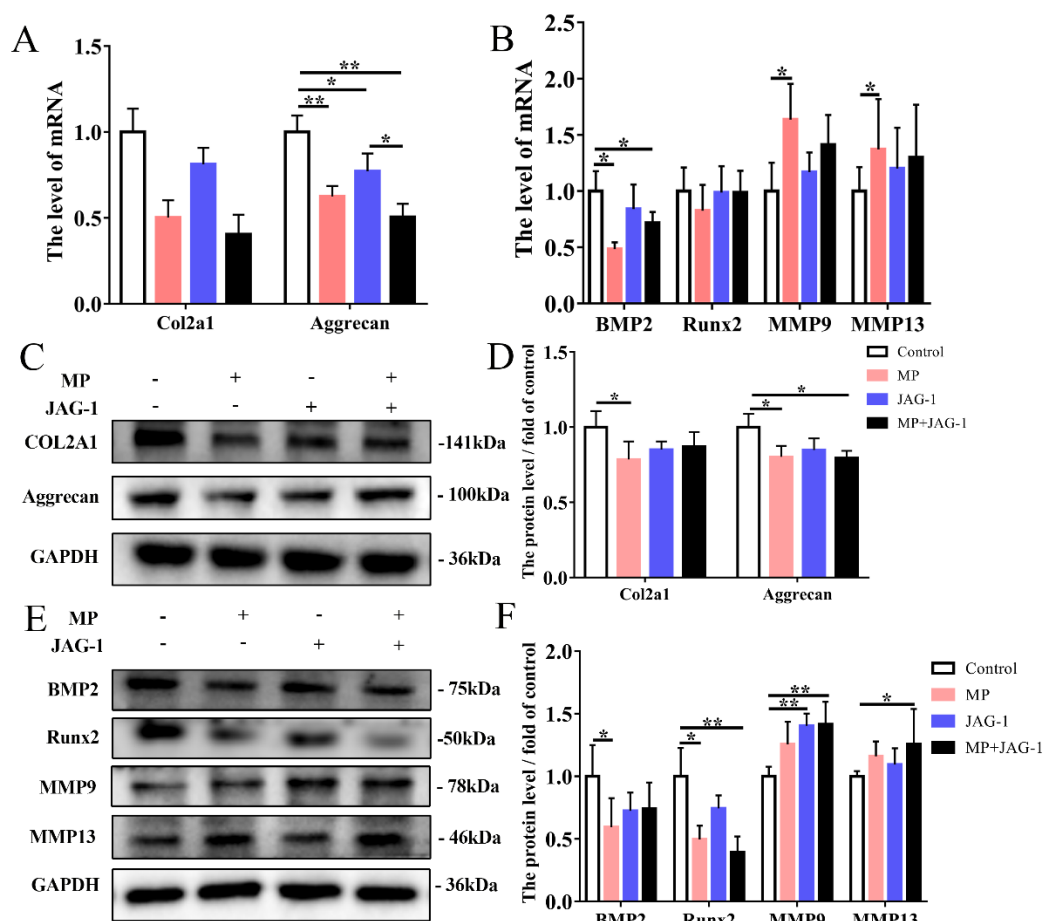 A
The level of mRNA
1.5
1.0
0.5
0.0
**
*
**
*
Col2a1
Aggrecan
B
The level of mRNA
2.5
2.0
1.5
1.0
0.5
0.0
*
*
*
*
BMP2
Runx2
MMP9
MMP13
C
MP - + - +
JAG-1 - - + +
COL2A1 -141kDa
Aggrecan - 100kDa
GAPDH - 36kDa
D
The protein level / fold of control
1.5
1.0
0.5
0.0
*
*
*
Col2a1
Aggrecan
Control
MP
JAG-1
MP+JAG-1
E
MP - + - +
JAG-1 - - + +
BMP2 - 75kDa
Runx2 -50kDa
MMP9 - 78kDa
MMP13 - 46kDa
GAPDH - 36kDa
F
The protein level / fold of control
2.0
1.5
1.0
0.5
0.0
*
**
*
**
**
*
BMP2
Runx2
MMP9
MMP13
Control
MP
JAG-1
MP+JAG-1